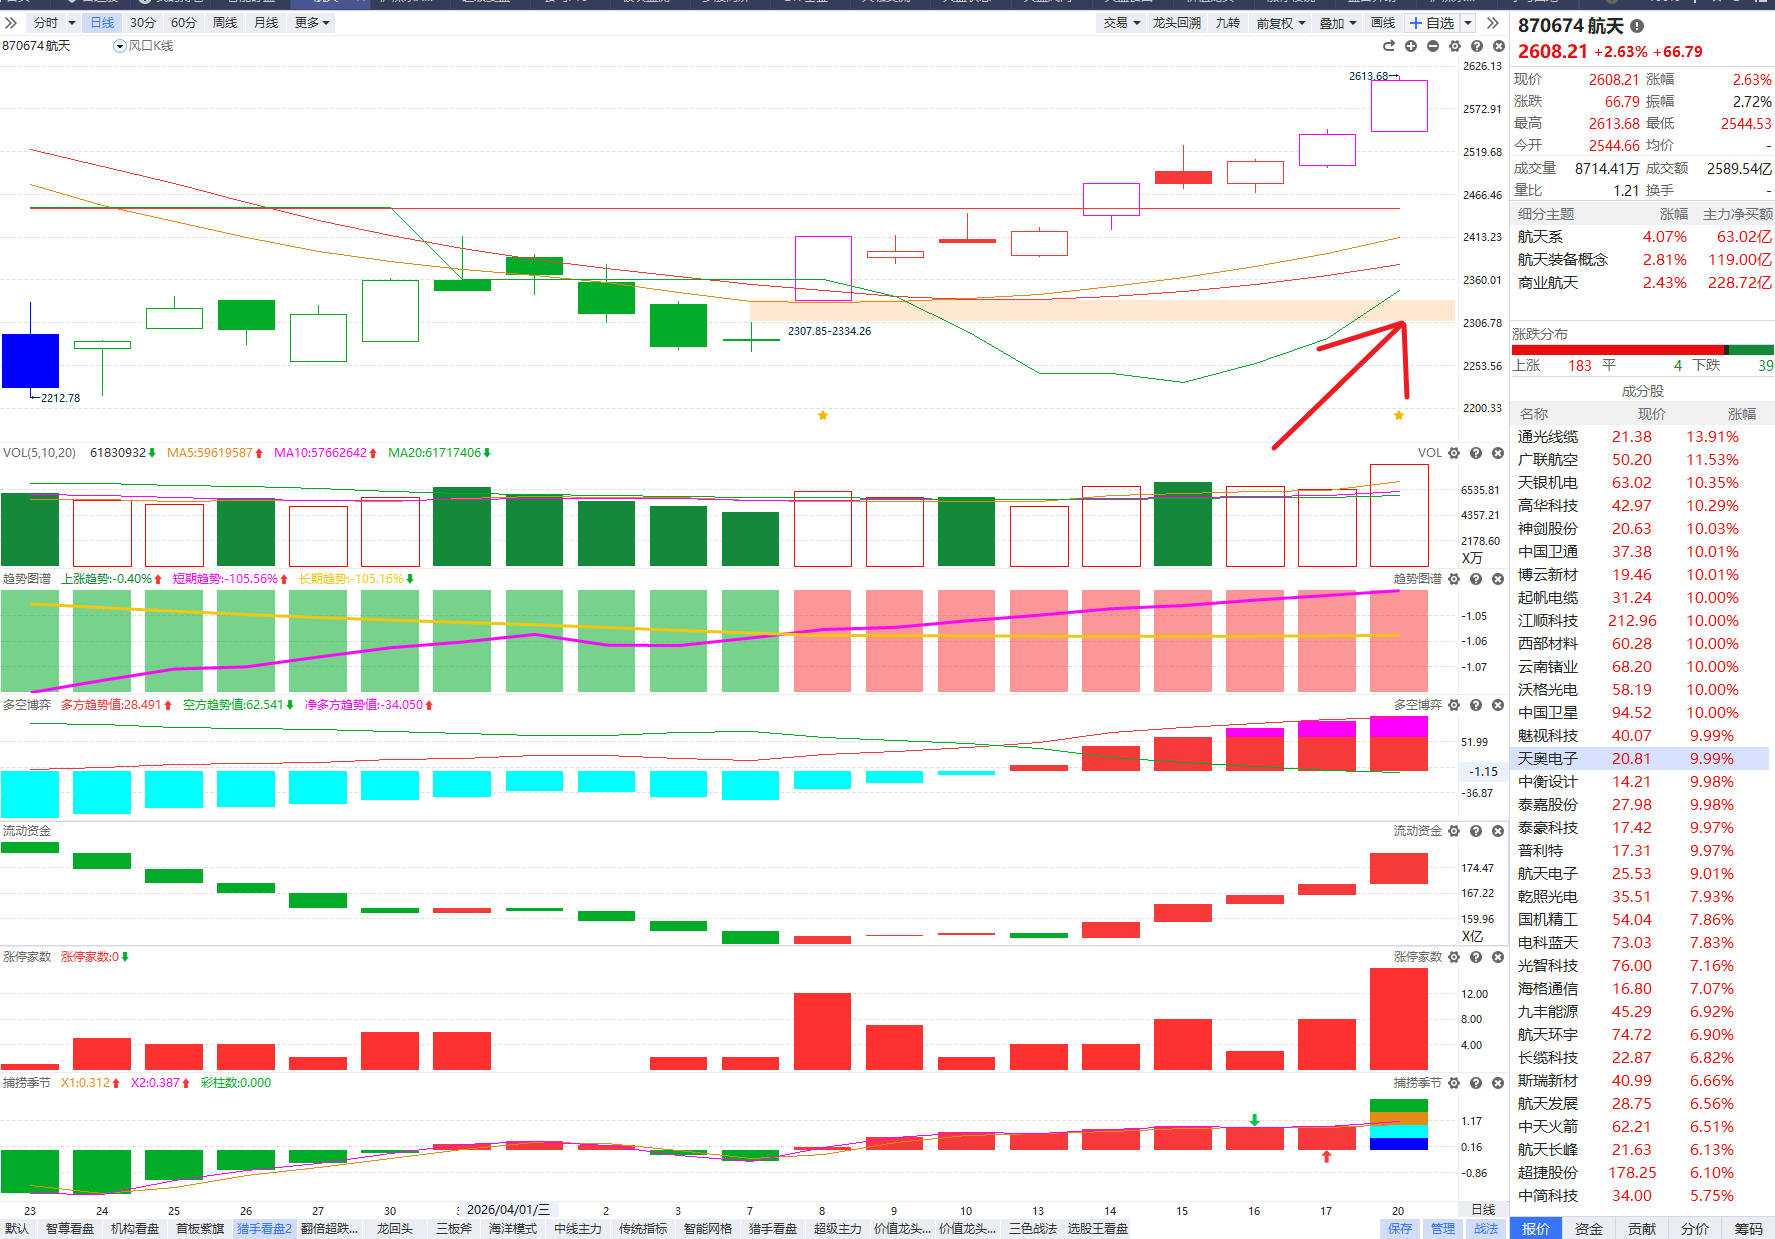 分时 日线 30分 60分 周线 月线 更多 交易 龙头回溯 九转 前复权 叠加 画线 自选
870674 航天 风口K线
2626.13
2613.68
2572.91
2519.68
2466.46
2413.23
2360.01
2306.78
2307.85-2334.26
2253.56
2212.78
2200.33
VOL(5,10,20) 61830932 MA5:59619587 MA10:57662642 MA20:61717406 VOL
6535.81
4357.21
2178.60
X万
趋势图谱 上涨趋势:-0.40% 短期趋势:-105.56% 长期趋势:-105.16% 趋势图谱
-1.05
-1.06
-1.07
多空博弈 多方趋势值:28.491 空方趋势值:62.541 净多方趋势值:-34.050 多空博弈
51.99
-1.15
-36.87
流动资金 流动资金
174.47
167.22
159.96
X亿
涨停家数 涨停家数:0 涨停家数
12.00
8.00
4.00
捕捞季节 X1:0.312 X2:0.387 彩柱数:0.000 捕捞季节
1.17
0.16
-0.86
23 24 25 26 27 30 2026/04/01/三 2 3 7 8 9 10 13 14 15 16 17 20 日线
默认 智尊看盘 机构看盘 首板紫旗 猎手看盘2 翻倍超跌... 龙回头 三板斧 海洋模式 中线主力 传统指标 智能网格 猎手看盘 超级主力 价值龙头... 价值龙头... 三色战法 选股王看盘 保存 管理 战法
870674 航天
2608.21 +2.63% +66.79
现价 2608.21 涨幅 2.63%
涨跌 66.79 振幅 2.72%
最高 2613.68 最低 2544.53
今开 2544.66 均价 -
成交量 8714.41万 成交额 2589.54亿
量比 1.21 换手 -
细分主题 涨幅 主力净买额
航天系 4.07% 63.02亿
航天装备概念 2.81% 119.00亿
商业航天 2.43% 228.72亿
涨跌分布
上涨 183 平 4 下跌 39
成分股
名称 现价 涨幅
通光线缆 21.38 13.91%
广联航空 50.20 11.53%
天银机电 63.02 10.35%
高华科技 42.97 10.29%
神剑股份 20.63 10.03%
中国卫通 37.38 10.01%
博云新材 19.46 10.01%
起帆电缆 31.24 10.00%
江顺科技 212.96 10.00%
西部材料 60.28 10.00%
云南锗业 68.20 10.00%
沃格光电 58.19 10.00%
中国卫星 94.52 10.00%
魅视科技 40.07 9.99%
天奥电子 20.81 9.99%
中衡设计 14.21 9.98%
泰嘉股份 27.98 9.98%
泰豪科技 17.42 9.97%
普利特 17.31 9.97%
航天电子 25.53 9.01%
乾照光电 35.51 7.93%
国机精工 54.04 7.86%
电科蓝天 73.03 7.83%
光智科技 76.00 7.16%
海格通信 16.80 7.07%
九丰能源 45.29 6.92%
航天环宇 74.72 6.90%
长缆科技 22.87 6.82%
斯瑞新材 40.99 6.66%
航天发展 28.75 6.56%
中天火箭 62.21 6.51%
航天长峰 21.63 6.13%
超捷股份 178.25 6.10%
中简科技 34.00 5.75%
报价 资金 贡献 分价 筹码